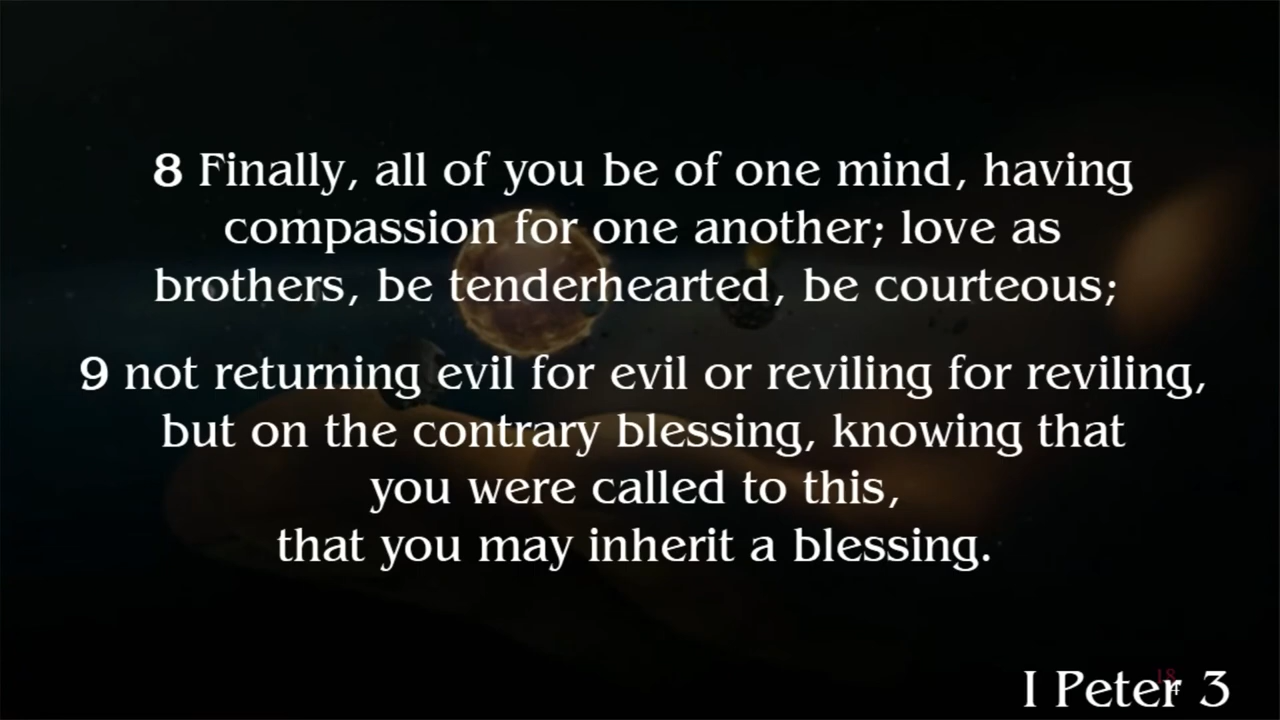 8 Finally, all of you be of one mind, having
compassion for one another; love as
brothers, be tenderhearted, be courteous;
9 not returning evil for evil or reviling for reviling,
but on the contrary blessing, knowing that
you were called to this,
that you may inherit a blessing.
18
4
I Peter 3